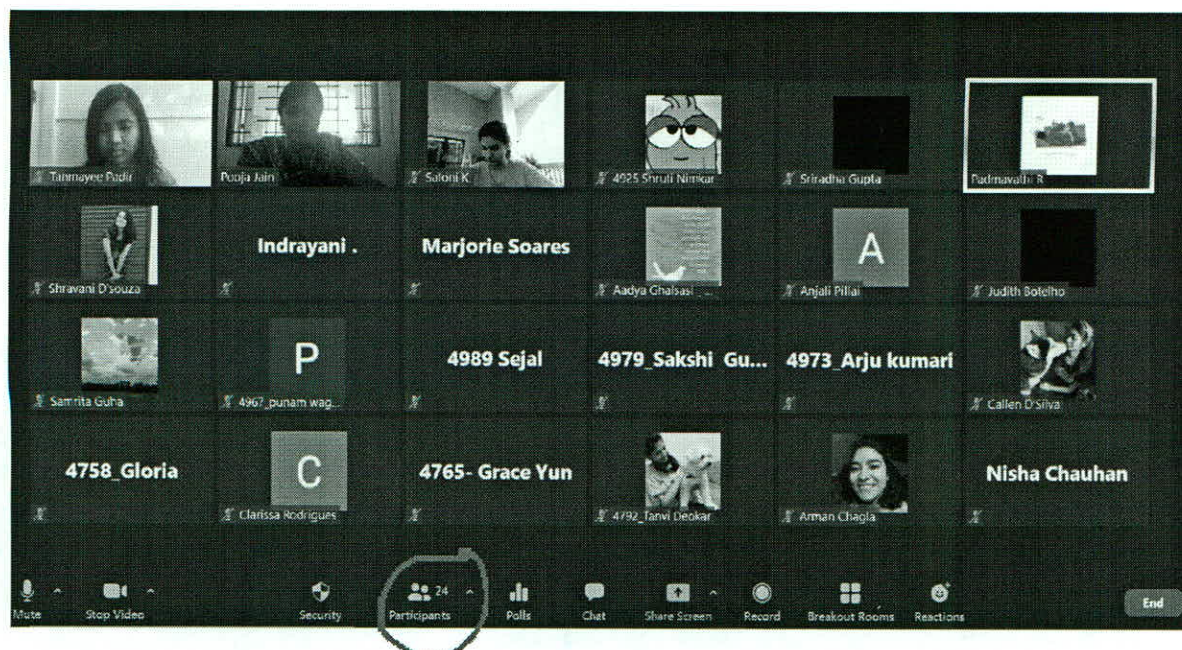 Tanmayee Padir
Pooja Jain
Saloni K
4925 Shruti Nimkar
Sriradha Gupta
Padmavathi R
Shravani D'souza
Indrayani .
Marjorie Soares
Aadya Ghalsasi _...
A
Anjali Pillai
Judith Botelho
Samrita Guha
P
4967_punam wag...
4989 Sejal
4979_Sakshi Gu...
4973_Arju kumari
Callen D'Silva
4758_Gloria
C
Clarissa Rodrigues
4765- Grace Yun
4792_Tanvi Deokar
Arman Chagla
Nisha Chauhan
Mute
Stop Video
Security
24
Participants
Polls
Chat
Share Screen
Record
Breakout Rooms
Reactions
End